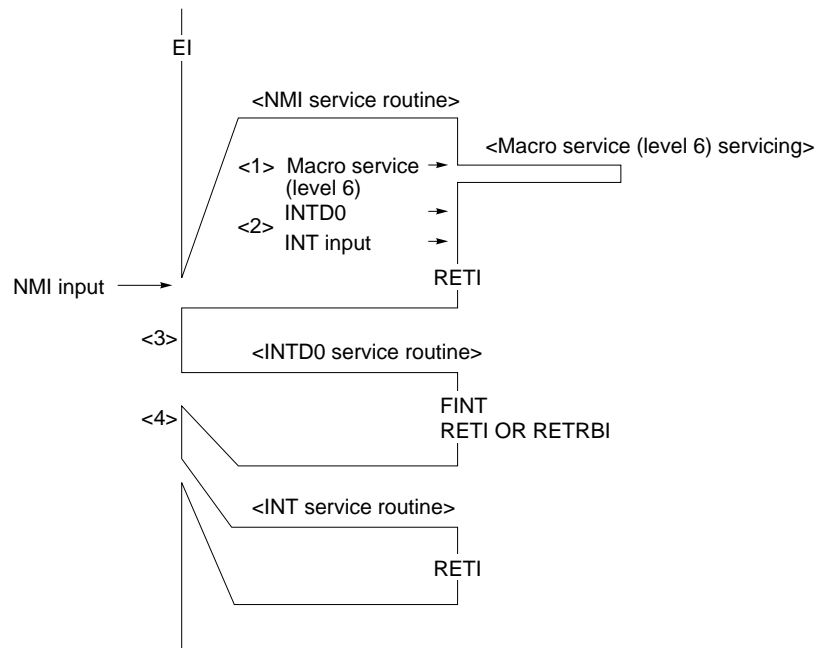 EI
<NMI service routine>
<Macro service (level 6) servicing>
<1> Macro service
(level 6)
<2> INTD0
INT input
NMI input
RETI
<3>
<INTD0 service routine>
<4>
FINT
RETI OR RETRBI
<INT service routine>
RETI